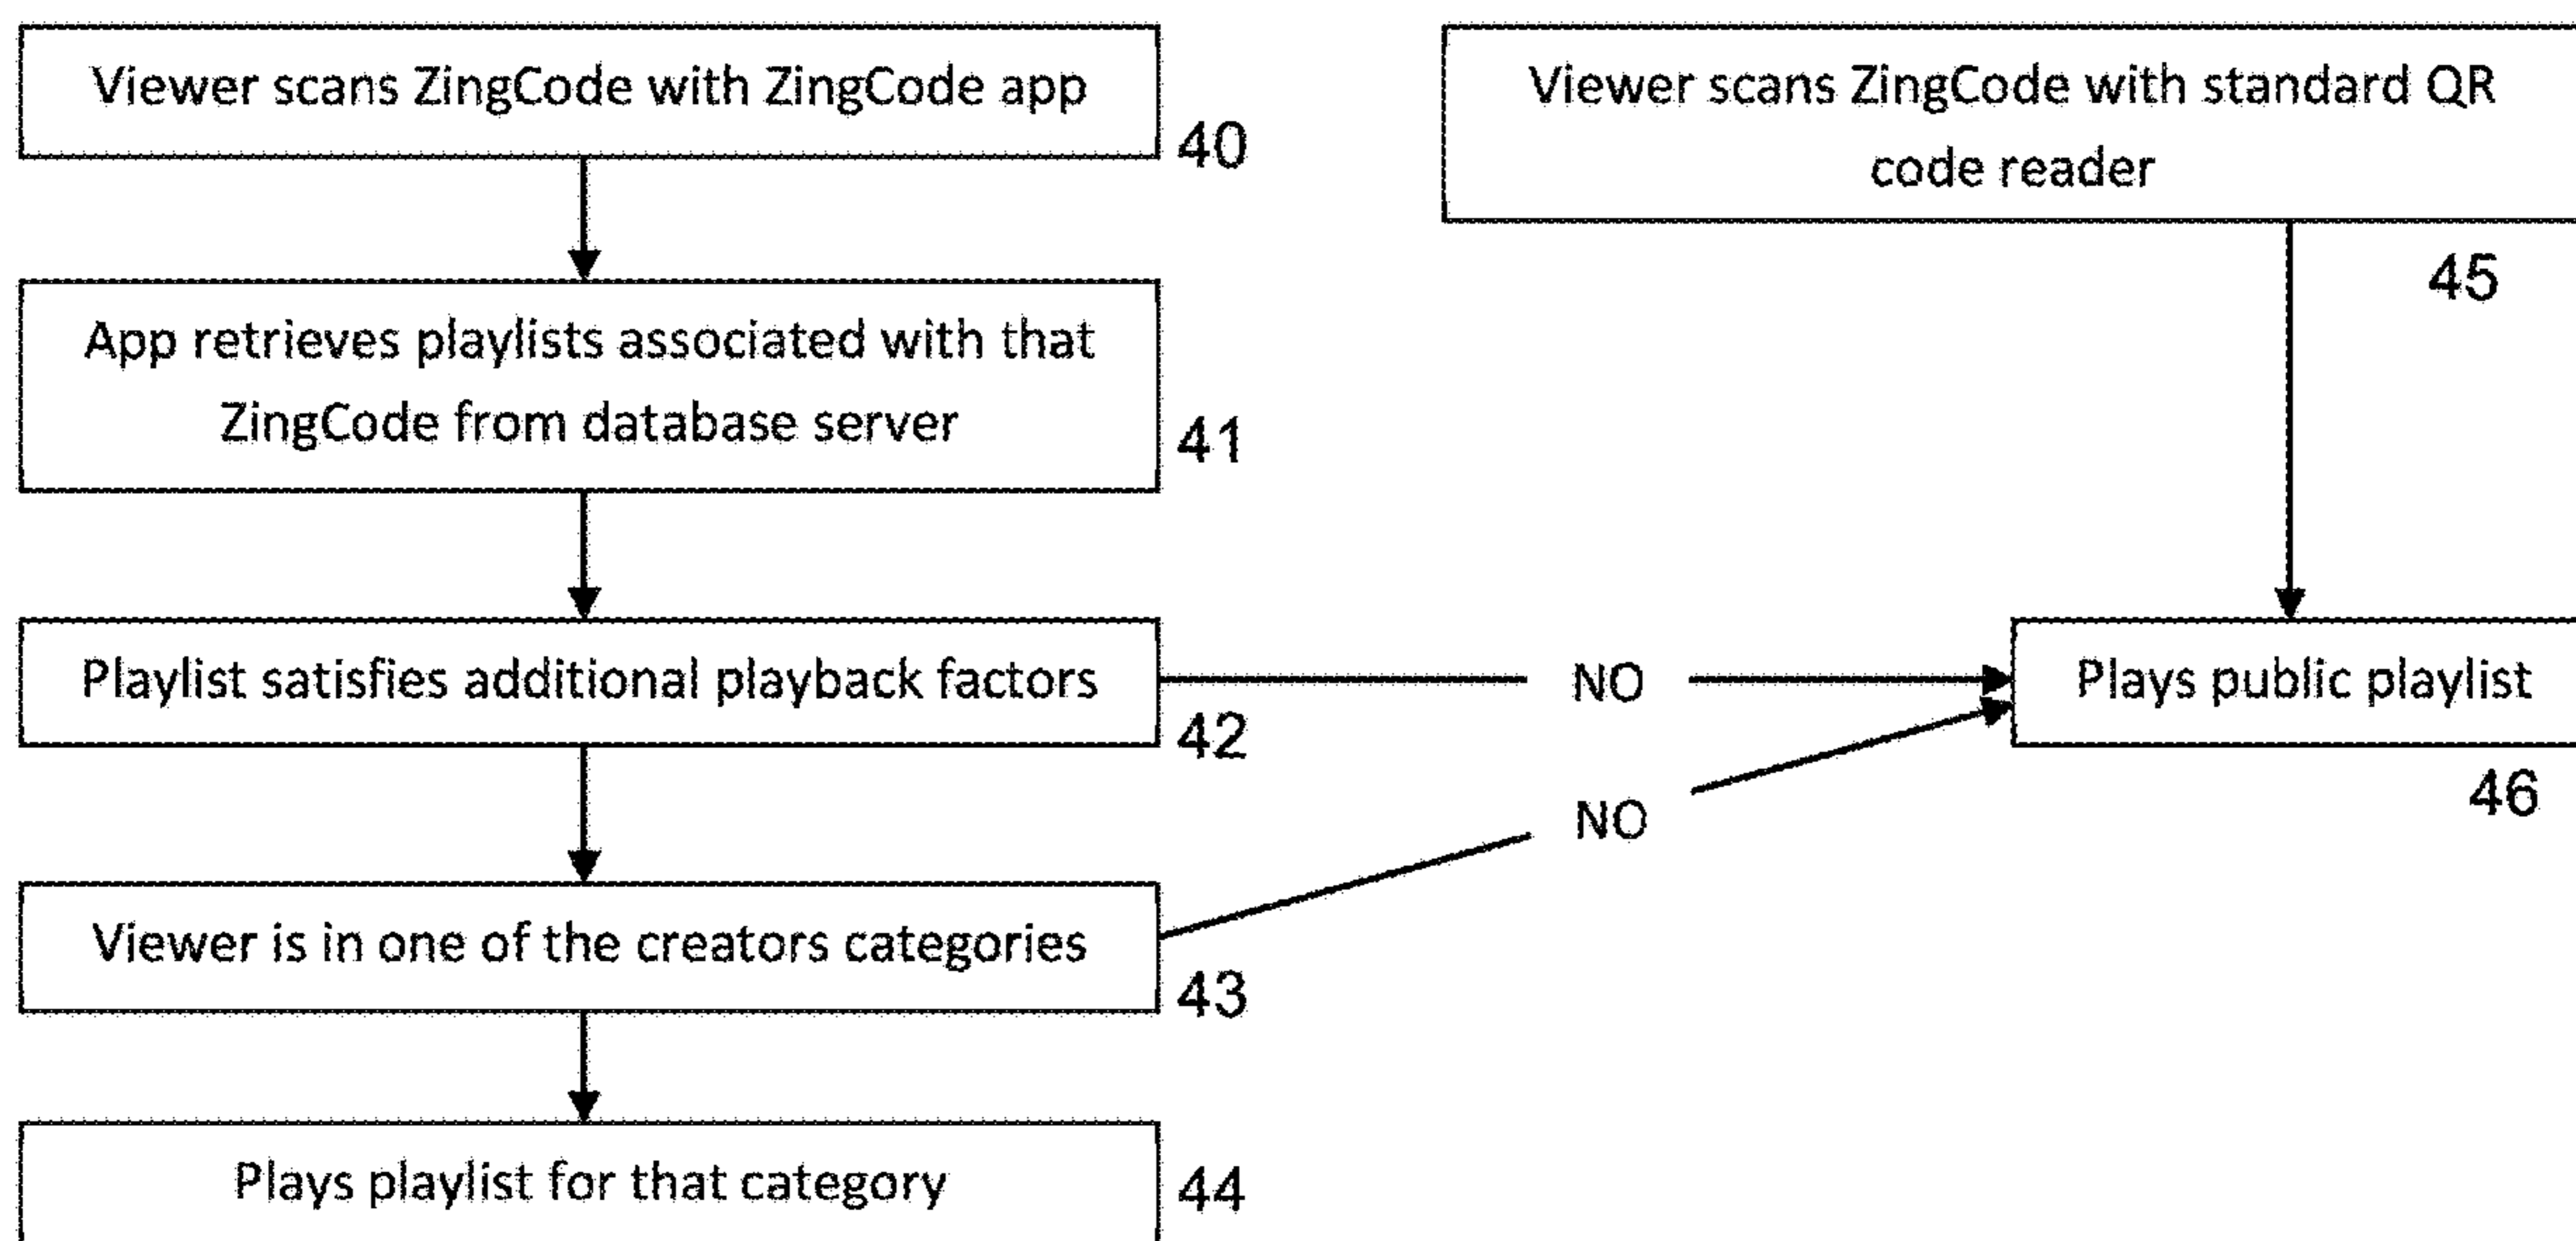 Viewer scans ZingCode with ZingCode app
40
Viewer scans ZingCode with standard QR
code reader
45
App retrieves playlists associated with that
ZingCode from database server
41
Playlist satisfies additional playback factors
42
NO
Plays public playlist
46
NO
Viewer is in one of the creators categories
43
Plays playlist for that category
44